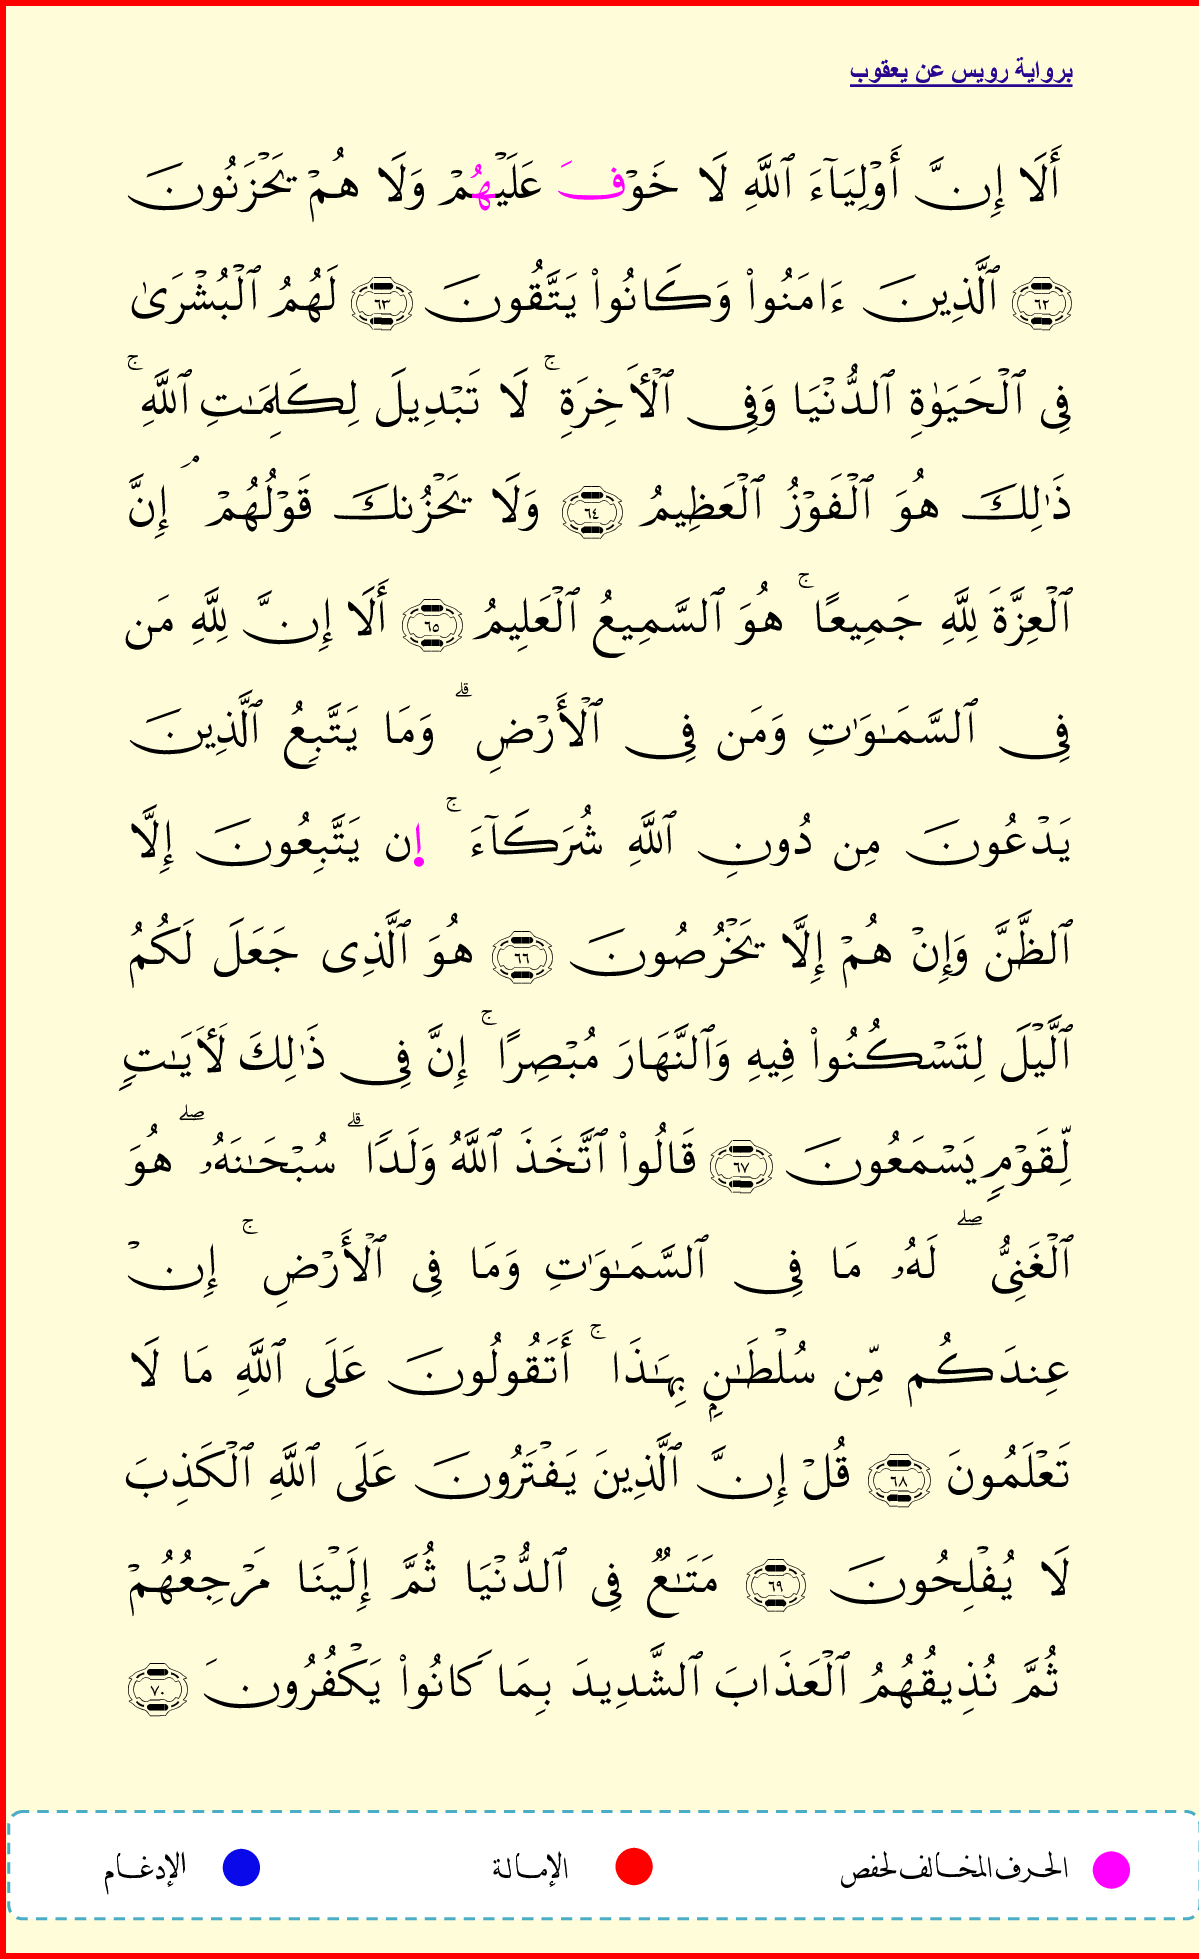 برواية رويس عن يعقوب
أَلَآ إِنَّ أَوْلِيَآءَ ٱللَّهِ لَا خَوْفَ عَلَيْهُمْ وَلَا هُمْ يَحْزَنُونَ
٦٢ ٱلَّذِينَ ءَامَنُوا۟ وَكَانُوا۟ يَتَّقُونَ ٦٣ لَهُمُ ٱلْبُشْرَىٰ
فِى ٱلْحَيَوٰةِ ٱلدُّنْيَا وَفِى ٱلْأَخِرَةِ ۚ لَا تَبْدِيلَ لِكَلِمَـٰتِ ٱللَّهِ ۚ
ذَٰلِكَ هُوَ ٱلْفَوْزُ ٱلْعَظِيمُ ٦٤ وَلَا يَحْزُنكَ قَوْلُهُمْ ۘ إِنَّ
ٱلْعِزَّةَ لِلَّهِ جَمِيعًا ۚ هُوَ ٱلسَّمِيعُ ٱلْعَلِيمُ ٦٥ أَلَآ إِنَّ لِلَّهِ مَن
فِى ٱلسَّمَـٰوَٰتِ وَمَن فِى ٱلْأَرْضِ ۗ وَمَا يَتَّبِعُ ٱلَّذِينَ
يَدْعُونَ مِن دُونِ ٱللَّهِ شُرَكَآءَ ۚ إِن يَتَّبِعُونَ إِلَّا
ٱلظَّنَّ وَإِنْ هُمْ إِلَّا يَخْرُصُونَ ٦٦ هُوَ ٱلَّذِى جَعَلَ لَكُمُ
ٱلَّيْلَ لِتَسْكُنُوا۟ فِيهِ وَٱلنَّهَارَ مُبْصِرًا ۚ إِنَّ فِى ذَٰلِكَ لَأَيَـٰتٍ
لِّقَوْمٍ يَسْمَعُونَ ٦٧ قَالُوا۟ ٱتَّخَذَ ٱللَّهُ وَلَدًا ۗ سُبْحَـٰنَهُۥ ۖ هُوَ
ٱلْغَنِىُّ ۖ لَهُۥ مَا فِى ٱلسَّمَـٰوَٰتِ وَمَا فِى ٱلْأَرْضِ ۚ إِنْ
عِندَكُم مِّن سُلْطَـٰنٍۭ بِهَـٰذَا ۚ أَتَقُولُونَ عَلَى ٱللَّهِ مَا لَا
تَعْلَمُونَ ٦٨ قُلْ إِنَّ ٱلَّذِينَ يَفْتَرُونَ عَلَى ٱللَّهِ ٱلْكَذِبَ
لَا يُفْلِحُونَ ٦٩ مَتَـٰعٌ فِى ٱلدُّنْيَا ثُمَّ إِلَيْنَا مَرْجِعُهُمْ
ثُمَّ نُذِيقُهُمُ ٱلْعَذَابَ ٱلشَّدِيدَ بِمَا كَانُوا۟ يَكْفُرُونَ ٧٠
الحرف المخالف لحفص الإمالة الإدغام